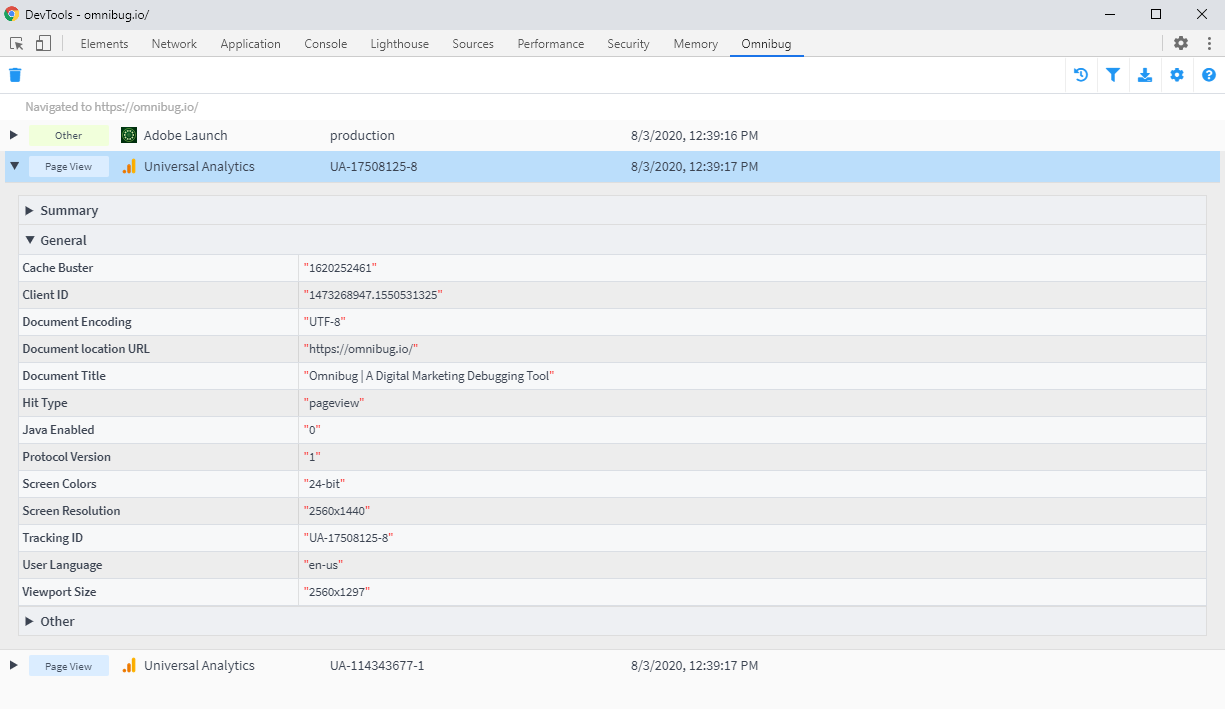 DevTools - omnibug.io/
Elements Network Application Console Lighthouse Sources Performance Security Memory Omnibug
Navigated to https://omnibug.io/
Other Adobe Launch production 8/3/2020, 12:39:16 PM
Page View Universal Analytics UA-17508125-8 8/3/2020, 12:39:17 PM
Summary
General
Cache Buster "1620252461"
Client ID "1473268947.1550531325"
Document Encoding "UTF-8"
Document location URL "https://omnibug.io/"
Document Title "Omnibug | A Digital Marketing Debugging Tool"
Hit Type "pageview"
Java Enabled "0"
Protocol Version "1"
Screen Colors "24-bit"
Screen Resolution "2560x1440"
Tracking ID "UA-17508125-8"
User Language "en-us"
Viewport Size "2560x1297"
Other
Page View Universal Analytics UA-114343677-1 8/3/2020, 12:39:17 PM